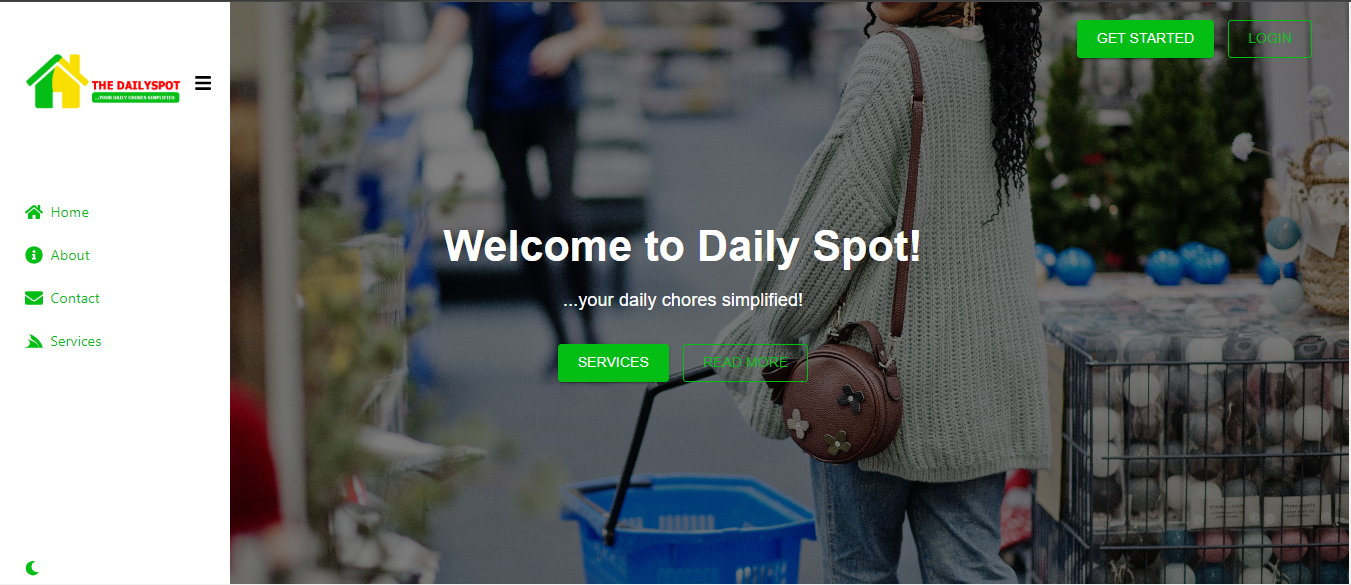 THE DAILYSPOT
...YOUR DAILY CHORES SIMPLIFIED
Home
About
Contact
Services
GET STARTED
LOGIN
Welcome to Daily Spot!
...your daily chores simplified!
SERVICES
READ MORE